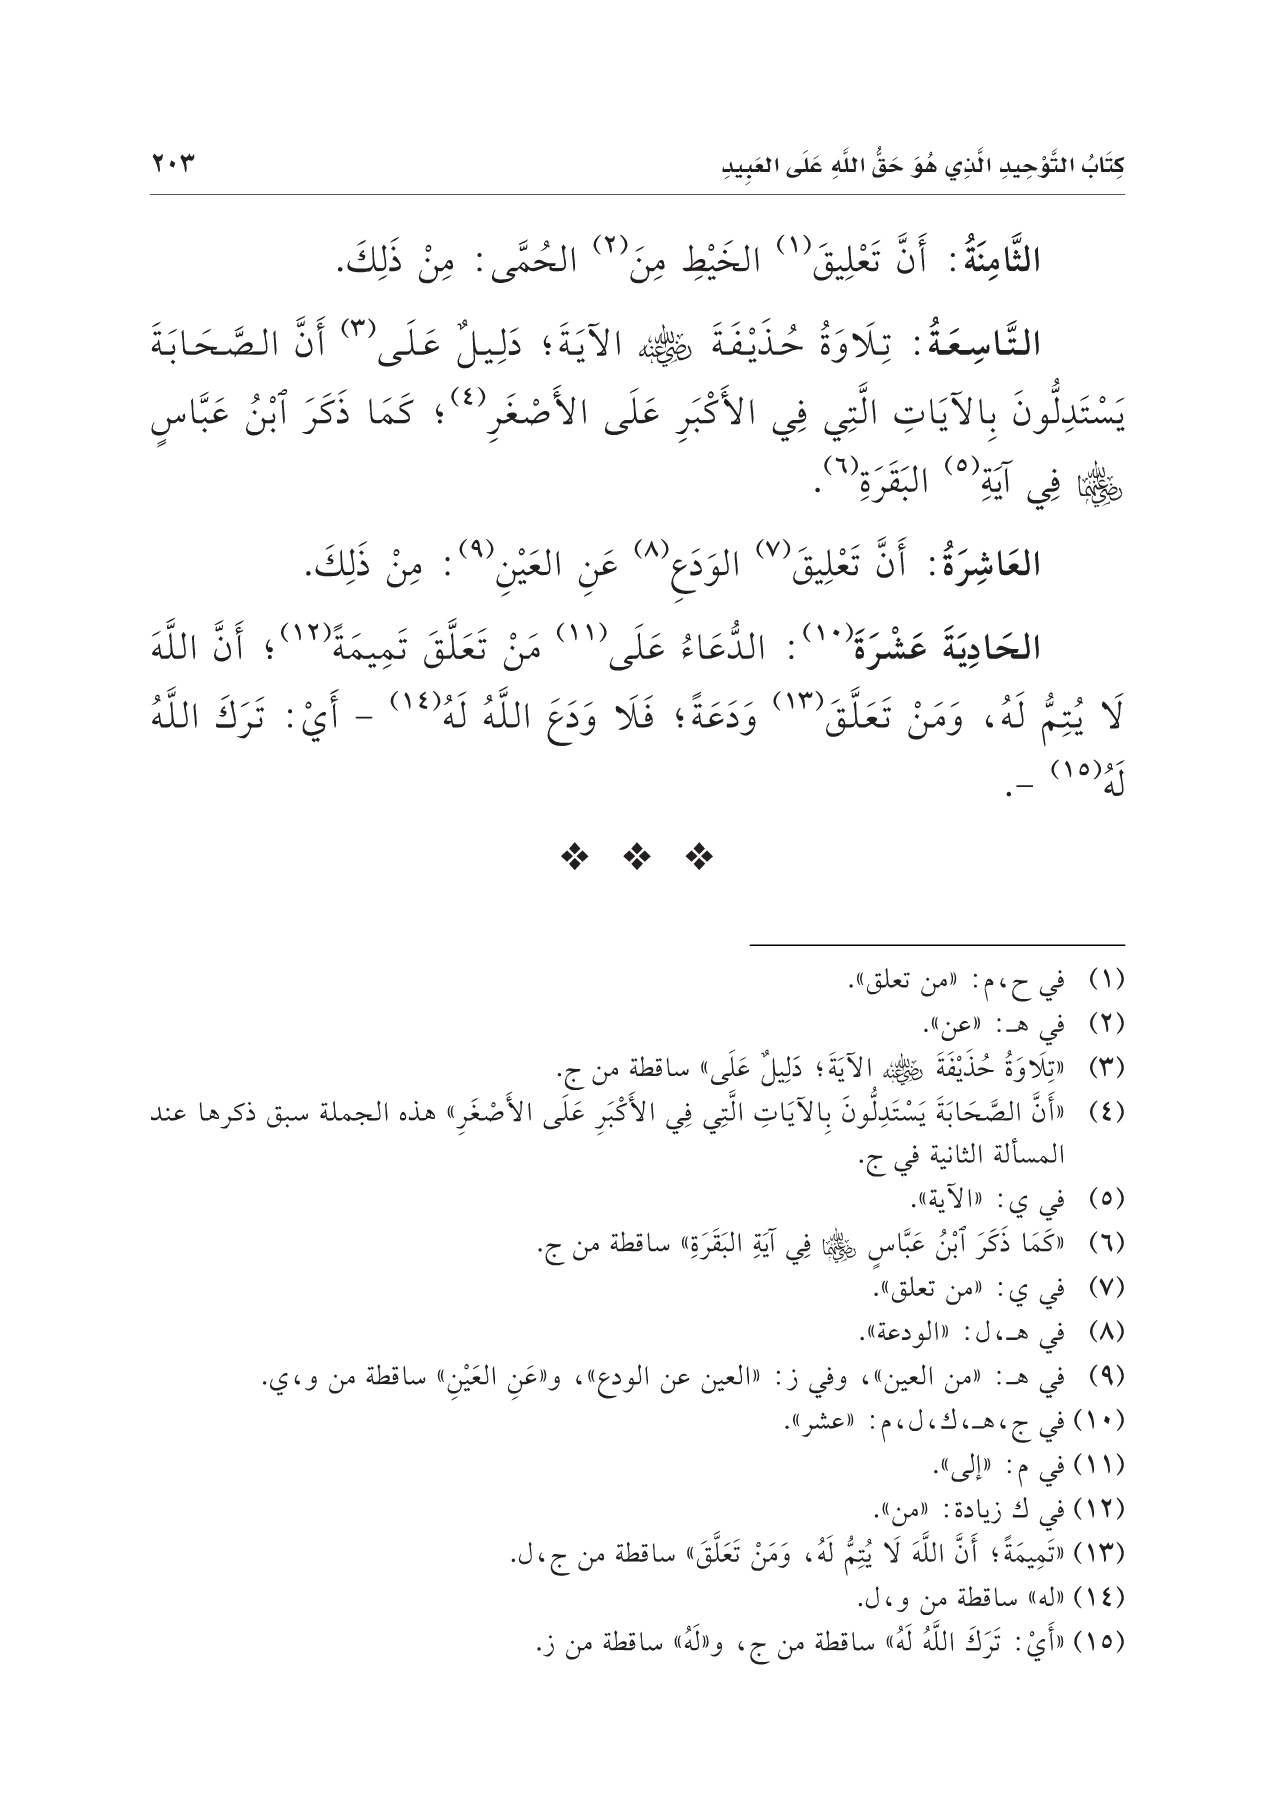 كِتَابُ التَّوْحِيدِ الَّذِي هُوَ حَقُّ اللَّهِ عَلَى العَبِيدِ ٢٠٣
الثَّامِنَةُ: أَنَّ تَعْلِيقَ(١) الخَيْطِ مِنَ(٢) الحُمَّى: مِنْ ذَلِكَ.
التَّاسِعَةُ: تِلَاوَةُ حُذَيْفَةَ رضي الله عنه الآيَةَ؛ دَلِيلٌ عَلَى(٣) أَنَّ الصَّحَابَةَ
يَسْتَدِلُّونَ بِالآيَاتِ الَّتِي فِي الأَكْبَرِ عَلَى الأَصْغَرِ(٤)؛ كَمَا ذَكَرَ ٱبْنُ عَبَّاسٍ
رضي الله عنهما فِي آيَةِ(٥) البَقَرَةِ(٦).
العَاشِرَةُ: أَنَّ تَعْلِيقَ(٧) الوَدَعِ(٨) عَنِ العَيْنِ(٩): مِنْ ذَلِكَ.
الحَادِيَةَ عَشْرَةَ(١٠): الدُّعَاءُ عَلَى(١١) مَنْ تَعَلَّقَ تَمِيمَةً(١٢)؛ أَنَّ اللَّهَ
لَا يُتِمُّ لَهُ، وَمَنْ تَعَلَّقَ(١٣) وَدَعَةً؛ فَلَا وَدَعَ اللَّهُ لَهُ(١٤) - أَيْ: تَرَكَ اللَّهُ
لَهُ(١٥) -.
❖ ❖ ❖
(١) في ح،م: «من تعلق».
(٢) في هـ: «عن».
(٣) «تِلَاوَةُ حُذَيْفَةَ رضي الله عنه الآيَةَ؛ دَلِيلٌ عَلَى» ساقطة من ج.
(٤) «أَنَّ الصَّحَابَةَ يَسْتَدِلُّونَ بِالآيَاتِ الَّتِي فِي الأَكْبَرِ عَلَى الأَصْغَرِ» هذه الجملة سبق ذكرها عند
المسألة الثانية في ج.
(٥) في ي: «الآية».
(٦) «كَمَا ذَكَرَ ٱبْنُ عَبَّاسٍ رضي الله عنهما فِي آيَةِ البَقَرَةِ» ساقطة من ج.
(٧) في ي: «من تعلق».
(٨) في هـ،ل: «الودعة».
(٩) في هـ: «من العين»، وفي ز: «العين عن الودع»، و«عَنِ العَيْنِ» ساقطة من و،ي.
(١٠) في ج،هـ،ك،ل،م: «عشر».
(١١) في م: «إلى».
(١٢) في ك زيادة: «من».
(١٣) «تَمِيمَةً؛ أَنَّ اللَّهَ لَا يُتِمُّ لَهُ، وَمَنْ تَعَلَّقَ» ساقطة من ج،ل.
(١٤) «له» ساقطة من و،ل.
(١٥) «أَيْ: تَرَكَ اللَّهُ لَهُ» ساقطة من ج، و«لَهُ» ساقطة من ز.